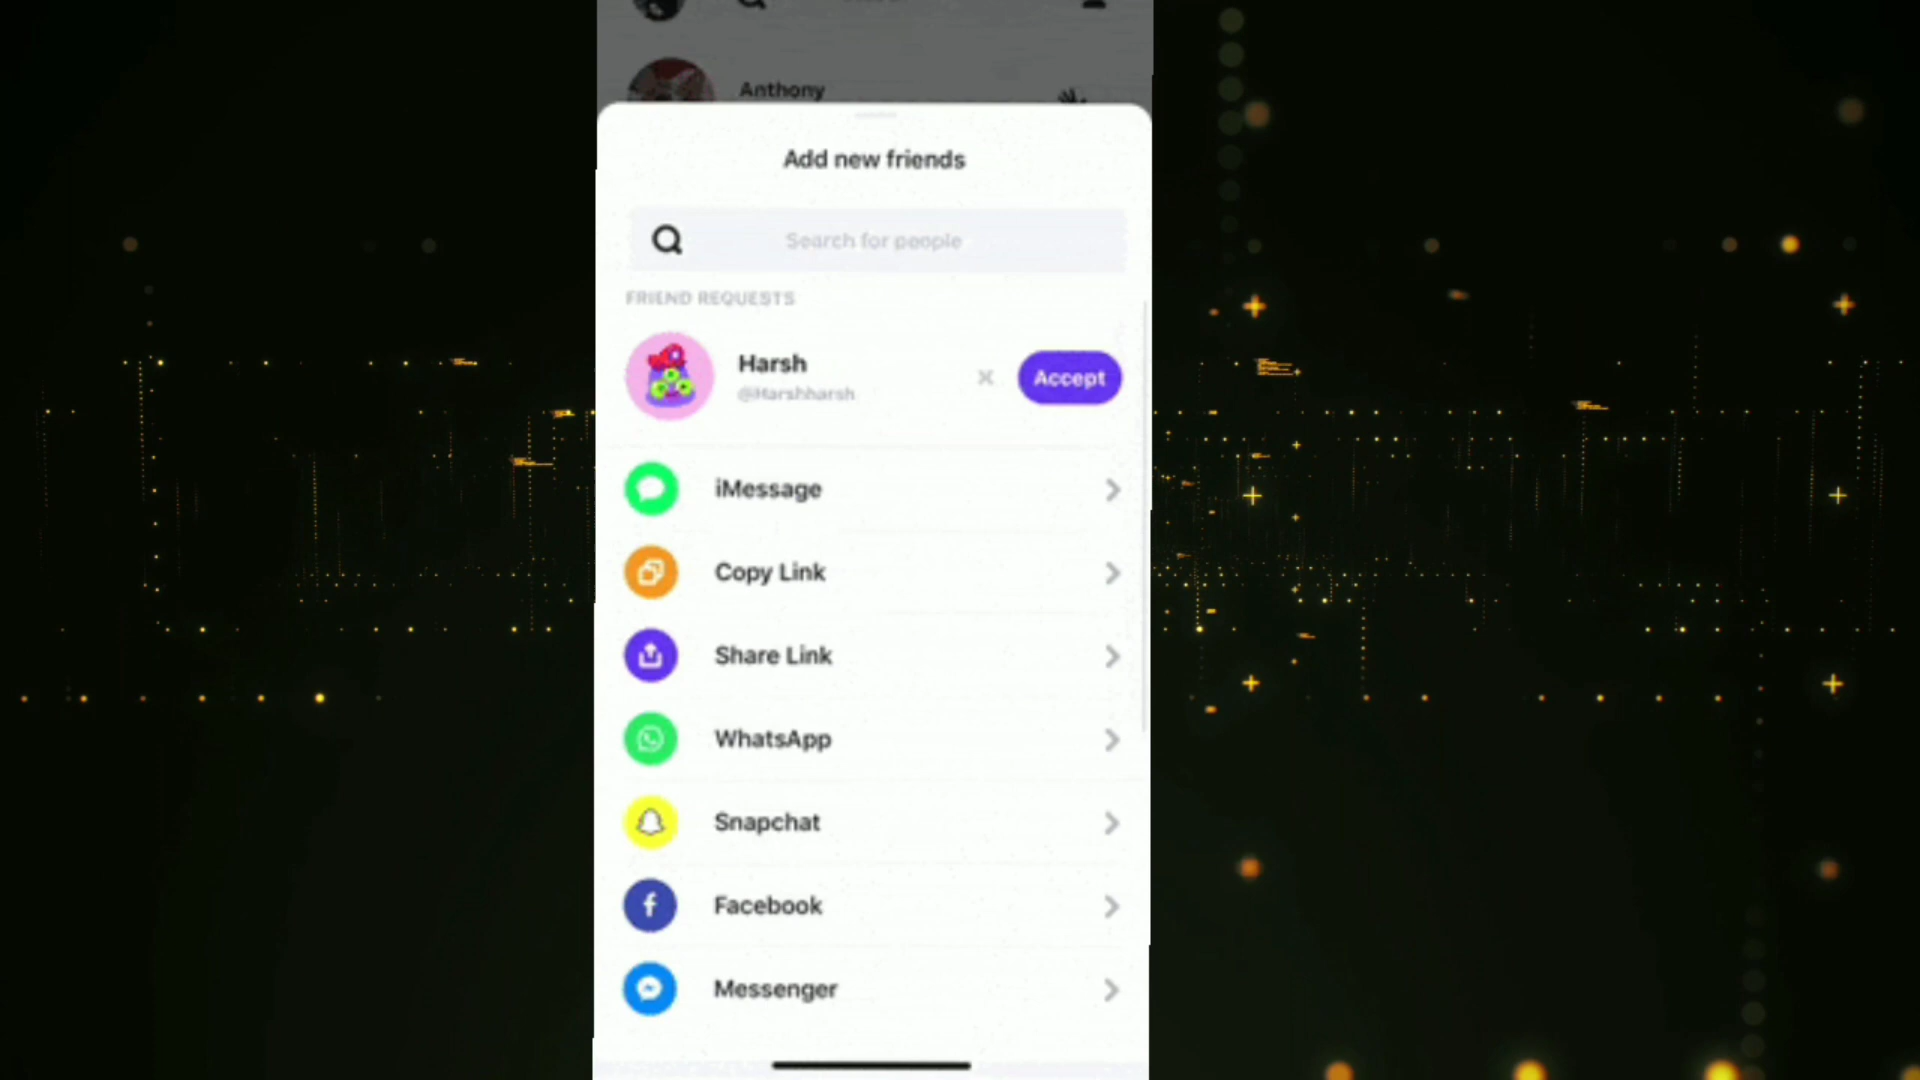 Anthony
Add new friends
Search for people
FRIEND REQUESTS
Harsh
@Harshharsh
Accept
iMessage
Copy Link
Share Link
WhatsApp
Snapchat
Facebook
Messenger